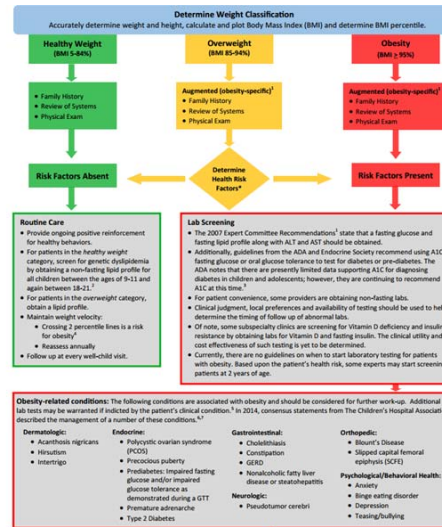 Determine Weight Classification
Accurately determine weight and height, calculate and plot Body Mass Index (BMI) and determine BMI percentile.
Healthy Weight
(BMI 5-84%)
Overweight
(BMI 85-94%)
Obesity
(BMI ≥ 95%)
• Family History
• Review of Systems
• Physical Exam
Augmented (obesity-specific)¹
• Family History
• Review of Systems
• Physical Exam
Augmented (obesity-specific)¹
• Family History
• Review of Systems
• Physical Exam
Risk Factors Absent
Determine
Health Risk
Factors*
Risk Factors Present
Routine Care
• Provide ongoing positive reinforcement
for healthy behaviors.
• For patients in the healthy weight
category, screen for genetic dyslipidemia
by obtaining a non-fasting lipid profile for
all children between the ages of 9-11 and
again between 18-21.²
• For patients in the overweight category,
obtain a lipid profile.
• Maintain weight velocity:
• Crossing 2 percentile lines is a risk
for obesity⁴
• Reassess annually
• Follow up at every well-child visit.
Lab Screening
• The 2007 Expert Committee Recommendations¹ state that a fasting glucose and
fasting lipid profile along with ALT and AST should be obtained.
• Additionally, guidelines from the ADA and Endocrine Society recommend using A1C,
fasting glucose or oral glucose tolerance to test for diabetes or pre-diabetes. The
ADA notes that there are presently limited data supporting A1C for diagnosing
diabetes in children and adolescents; however, they are continuing to recommend
A1C at this time.³
• For patient convenience, some providers are obtaining non-fasting labs.
• Clinical judgment, local preferences and availability of testing should be used to help
determine the timing of follow up of abnormal labs.
• Of note, some subspecialty clinics are screening for Vitamin D deficiency and insulin
resistance by obtaining labs for Vitamin D and fasting insulin. The clinical utility and
cost effectiveness of such testing is yet to be determined.
• Currently, there are no guidelines on when to start laboratory testing for patients
with obesity. Based upon the patient's health risk, some experts may start screening
patients at 2 years of age.
Obesity-related conditions: The following conditions are associated with obesity and should be considered for further work-up. Additional
lab tests may be warranted if indicted by the patient's clinical condition.⁵ In 2014, consensus statements from The Children's Hospital Association
described the management of a number of these conditions.⁶,⁷
Dermatologic:
• Acanthosis nigricans
• Hirsutism
• Intertrigo
Endocrine:
• Polycystic ovarian syndrome
(PCOS)
• Precocious puberty
• Prediabetes: Impaired fasting
glucose and/or impaired
glucose tolerance as
demonstrated during a GTT
• Premature adrenarche
• Type 2 Diabetes
Gastrointestinal:
• Cholelithiasis
• Constipation
• GERD
• Nonalcoholic fatty liver
disease or steatohepatitis
Neurologic:
• Pseudotumor cerebri
Orthopedic:
• Blount's Disease
• Slipped capital femoral
epiphysis (SCFE)
Psychological/Behavioral Health:
• Anxiety
• Binge eating disorder
• Depression
• Teasing/bullying